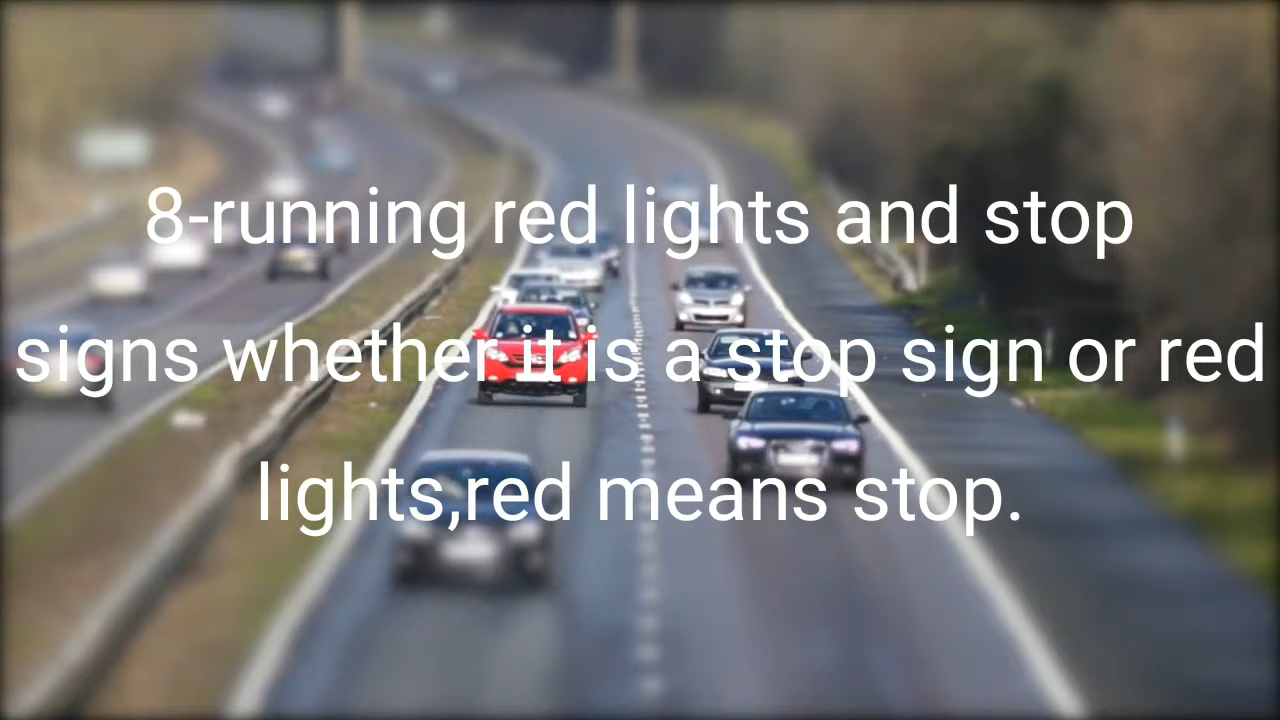 8-running red lights and stop
signs whether it is a stop sign or red
lights,red means stop.